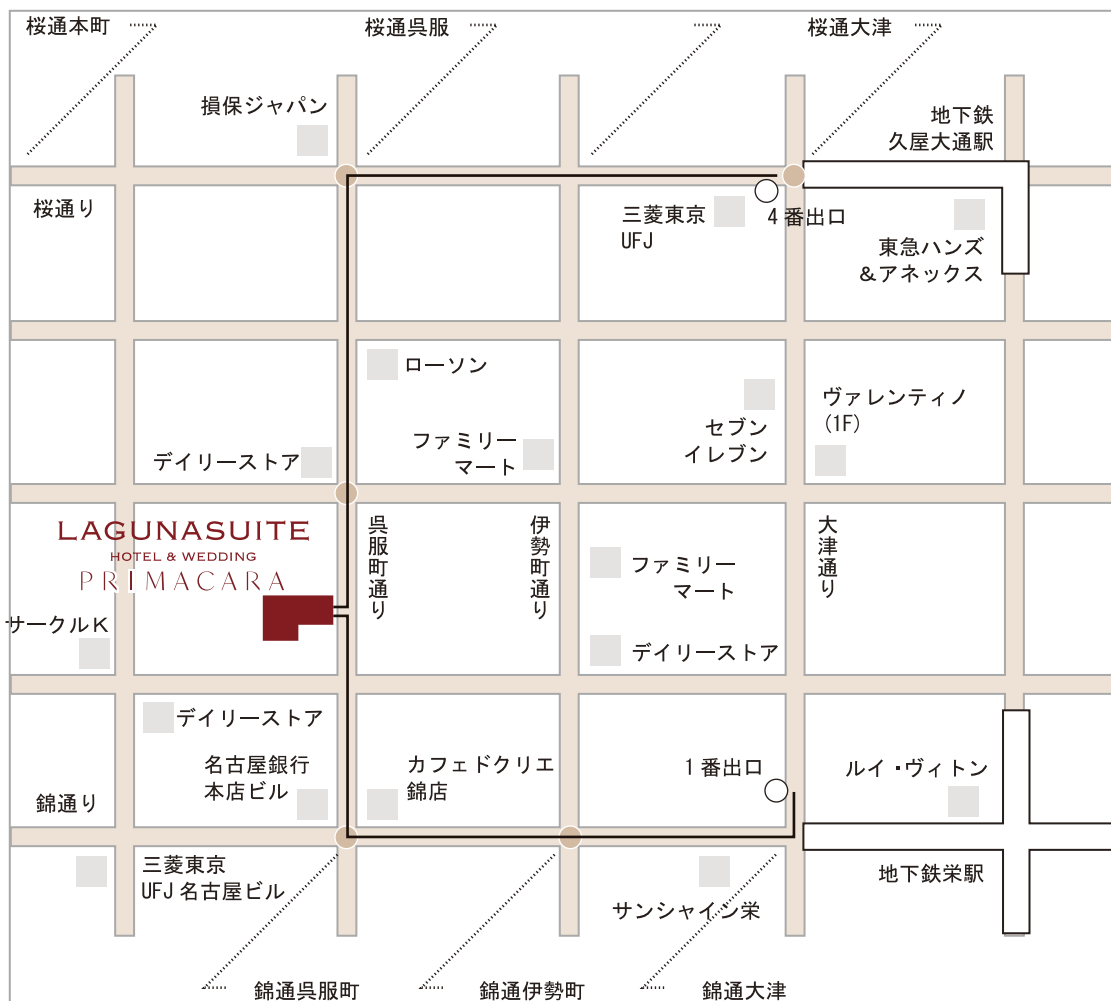 桜通本町
桜通呉服
桜通大津
損保ジャパン
地下鉄
久屋大通駅
桜通り
三菱東京
UFJ
4番出口
東急ハンズ
&アネックス
ローソン
ヴァレンティノ
(1F)
セブン
イレブン
ファミリー
マート
デイリーストア
LAGUNASUITE
HOTEL & WEDDING
PRIMACARA
呉服町通り
伊勢町通り
大津通り
ファミリー
マート
サークルK
デイリーストア
デイリーストア
名古屋銀行
本店ビル
カフェドクリエ
錦店
1番出口
ルイ・ヴィトン
錦通り
三菱東京
UFJ名古屋ビル
地下鉄栄駅
サンシャイン栄
錦通呉服町
錦通伊勢町
錦通大津